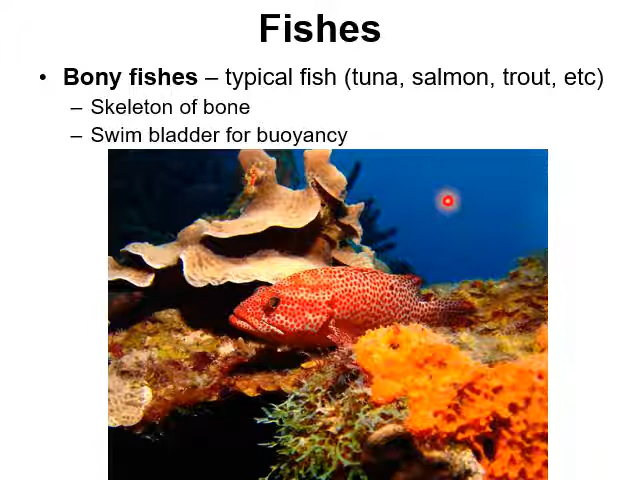 Fishes
• Bony fishes – typical fish (tuna, salmon, trout, etc)
– Skeleton of bone
– Swim bladder for buoyancy